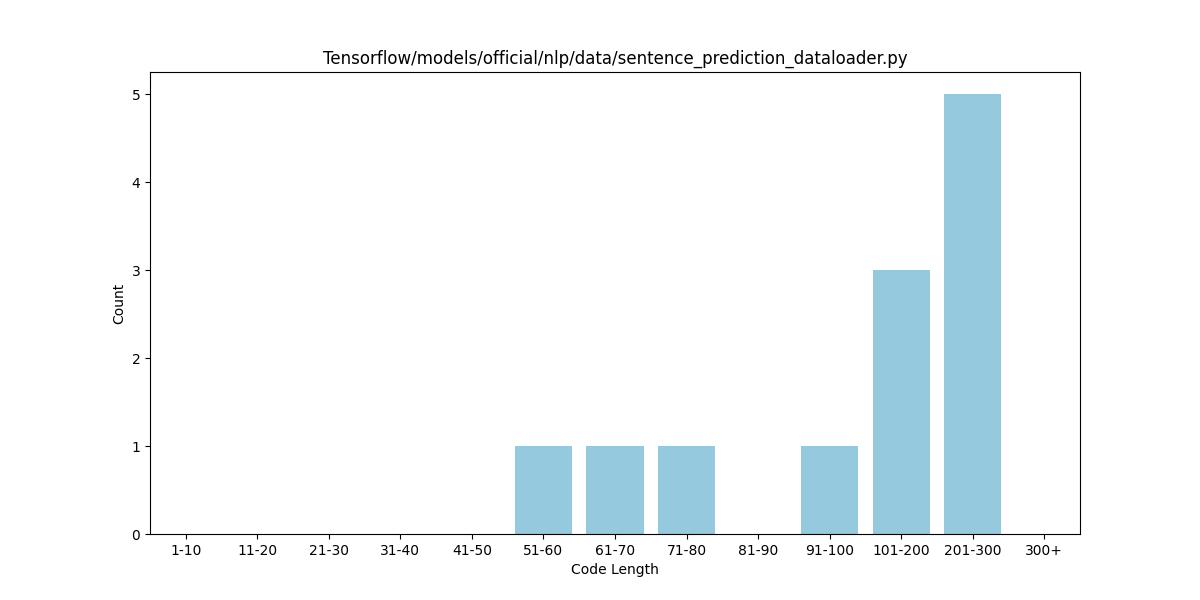 Tensorflow/models/official/nlp/data/sentence_prediction_dataloader.py
5
4
3
2
1
0
Count
1-10 11-20 21-30 31-40 41-50 51-60 61-70 71-80 81-90 91-100 101-200 201-300 300+
Code Length